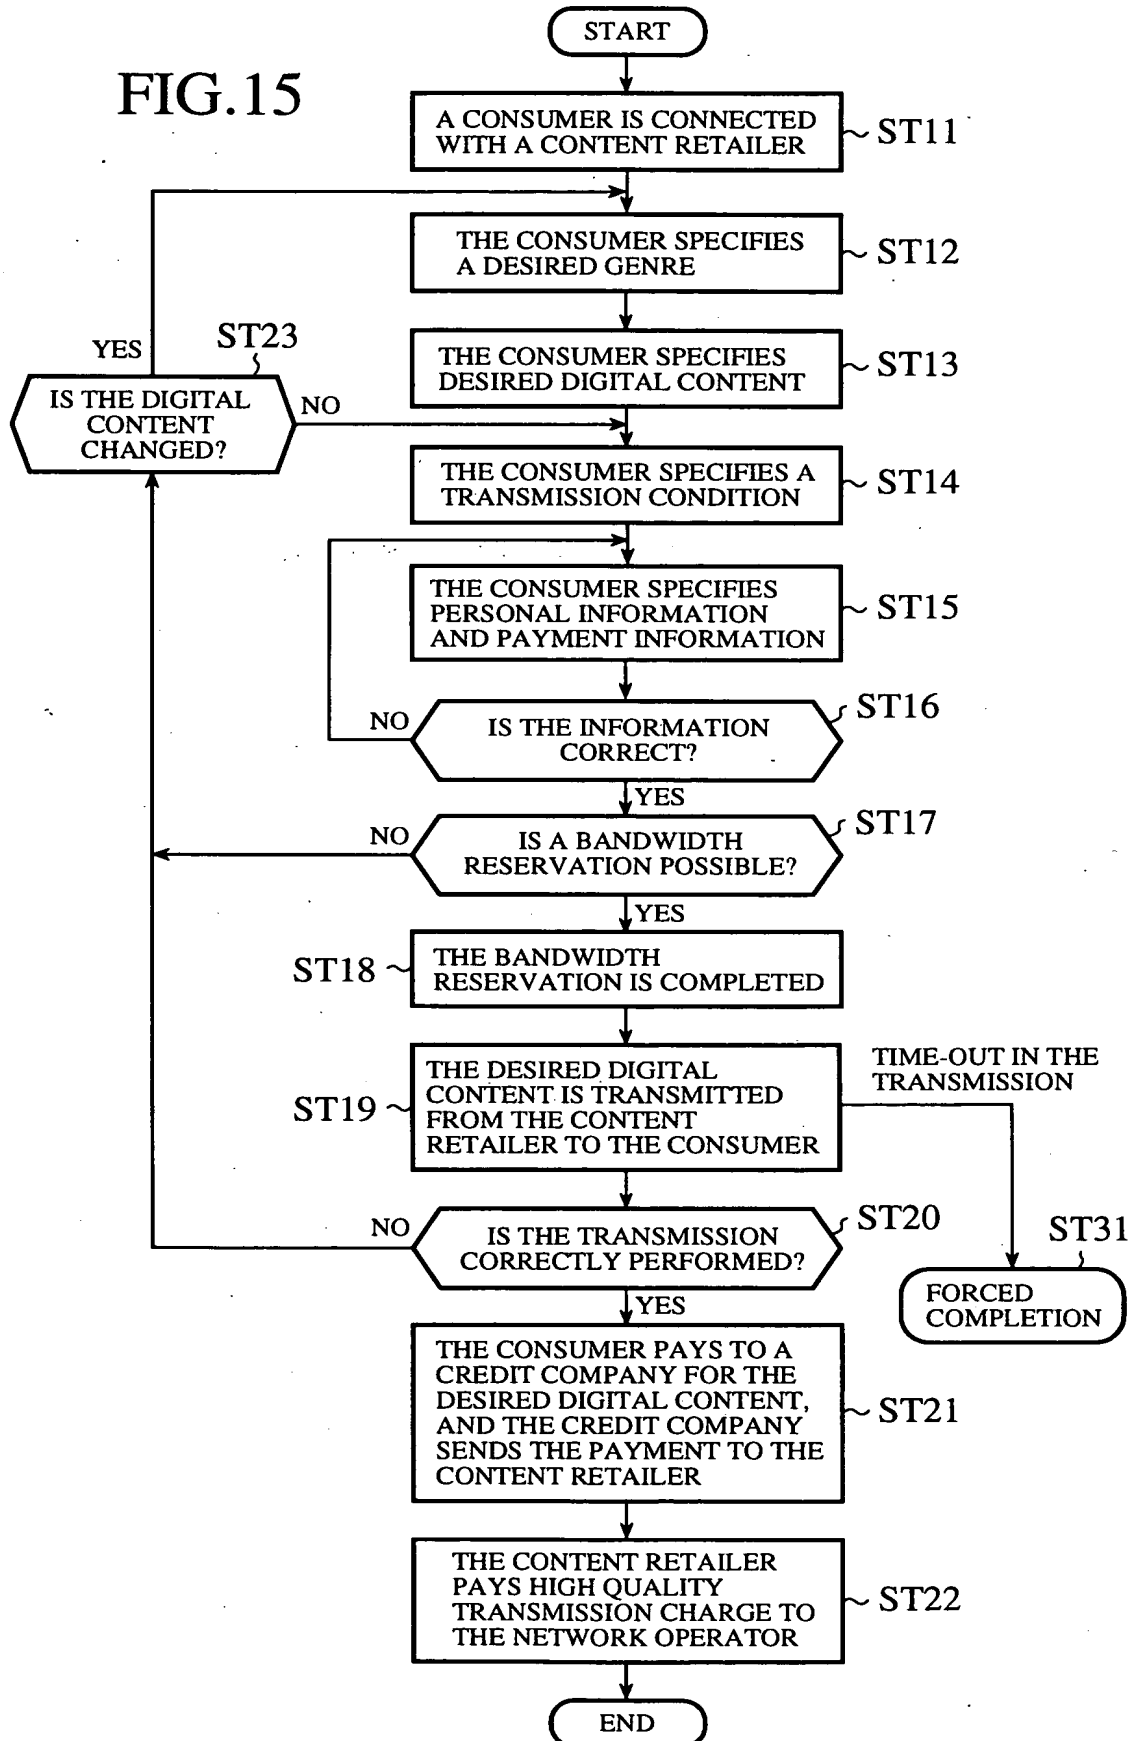 FIG.15
START
A CONSUMER IS CONNECTED
WITH A CONTENT RETAILER
ST11
THE CONSUMER SPECIFIES
A DESIRED GENRE
ST12
YES
ST23
IS THE DIGITAL
CONTENT
CHANGED?
NO
THE CONSUMER SPECIFIES
DESIRED DIGITAL CONTENT
ST13
THE CONSUMER SPECIFIES A
TRANSMISSION CONDITION
ST14
THE CONSUMER SPECIFIES
PERSONAL INFORMATION
AND PAYMENT INFORMATION
ST15
NO
IS THE INFORMATION
CORRECT?
ST16
YES
NO
IS A BANDWIDTH
RESERVATION POSSIBLE?
ST17
YES
ST18
THE BANDWIDTH
RESERVATION IS COMPLETED
ST19
THE DESIRED DIGITAL
CONTENT IS TRANSMITTED
FROM THE CONTENT
RETAILER TO THE CONSUMER
TIME-OUT IN THE
TRANSMISSION
NO
IS THE TRANSMISSION
CORRECTLY PERFORMED?
ST20
ST31
FORCED
COMPLETION
YES
THE CONSUMER PAYS TO A
CREDIT COMPANY FOR THE
DESIRED DIGITAL CONTENT,
AND THE CREDIT COMPANY
SENDS THE PAYMENT TO THE
CONTENT RETAILER
ST21
THE CONTENT RETAILER
PAYS HIGH QUALITY
TRANSMISSION CHARGE TO
THE NETWORK OPERATOR
ST22
END